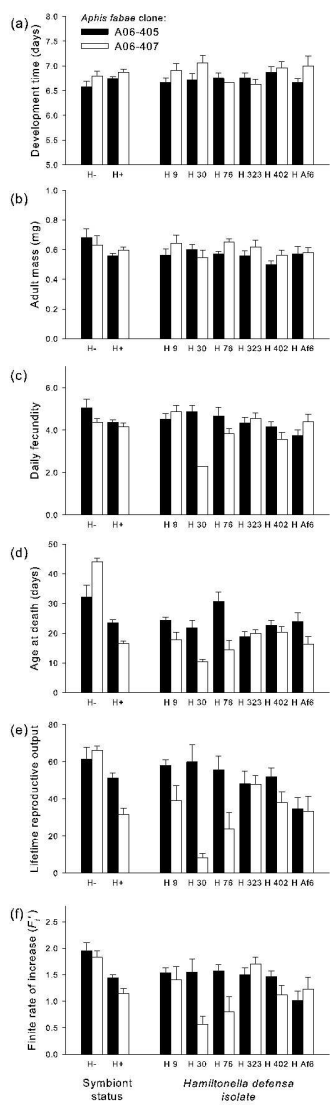 Aphis fabae clone:
A06-405
A06-407
(a)
Development time (days)
8.0
7.5
7.0
6.5
6.0
5.5
5.0
H- H+ H 9 H 30 H 76 H 323 H 402 H Af6
(b)
Adult mass (mg)
1.0
0.8
0.6
0.4
0.2
0.0
H- H+ H 9 H 30 H 76 H 323 H 402 H Af6
(c)
Daily fecundity
8.0
6.0
4.0
2.0
0.0
H- H+ H 9 H 30 H 76 H 323 H 402 H Af6
(d)
Age at death (days)
50
40
30
20
10
0
H- H+ H 9 H 30 H 76 H 323 H 402 H Af6
(e)
Lifetime reproductive output
80
60
40
20
0
H- H+ H 9 H 30 H 76 H 323 H 402 H Af6
(f)
Finite rate of increase (Fi')
2.5
2.0
1.5
1.0
0.5
0.0
H- H+ H 9 H 30 H 76 H 323 H 402 H Af6
Symbiont status
Hamiltonella defensa isolate